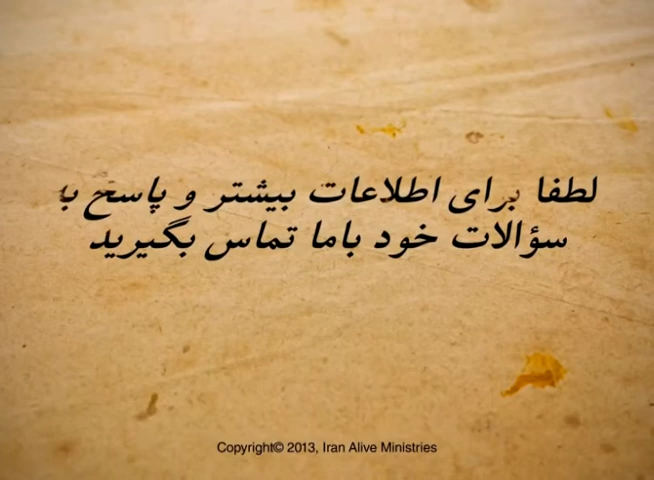 لطفا برای اطلاعات بیشتر و پاسخ به
سؤالات خود باما تماس بگیرید
Copyright© 2013, Iran Alive Ministries